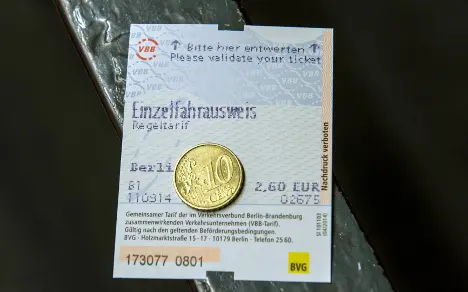 VBB
↑ Bitte hier entwerten ↑
Please validate your ticket
Einzelfahrausweis
Regeltarif
Berli
2,60 EUR
110914
02675
10
CENT
Gemeinsamer Tarif der im Verkehrsverbund Berlin-Brandenburg
zusammenwirkenden Verkehrsunternehmen (VBB-Tarif).
Gültig nach den geltenden Beförderungsbedingungen.
BVG - Holzmarktstraße 15 - 17 - 10179 Berlin - Telefon 25 60.
173077 0801
BVG
Nachdruck verboten